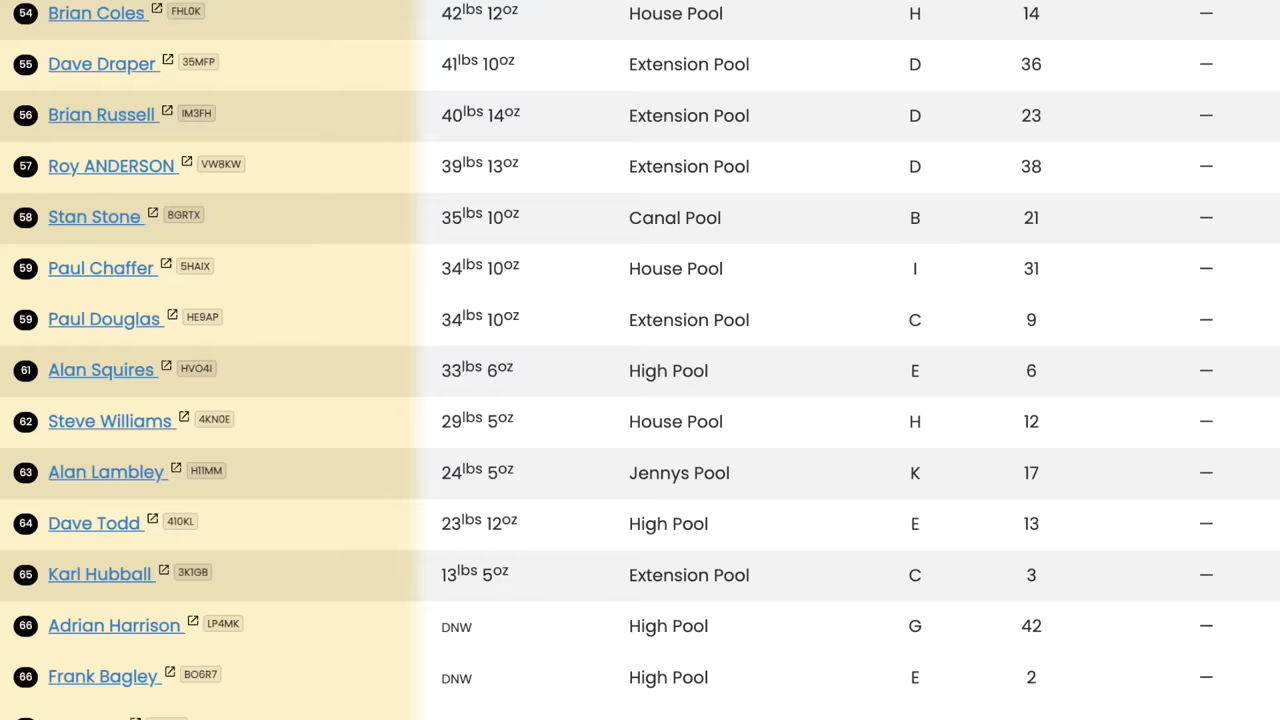 54 Brian Coles FHL0K 42lbs 12oz House Pool H 14 —
55 Dave Draper 35MFP 41lbs 10oz Extension Pool D 36 —
56 Brian Russell IM3FH 40lbs 14oz Extension Pool D 23 —
57 Roy ANDERSON VW8KW 39lbs 13oz Extension Pool D 38 —
58 Stan Stone 8GRTX 35lbs 10oz Canal Pool B 21 —
59 Paul Chaffer 5HAIX 34lbs 10oz House Pool I 31 —
59 Paul Douglas HE9AP 34lbs 10oz Extension Pool C 9 —
61 Alan Squires HVO4I 33lbs 6oz High Pool E 6 —
62 Steve Williams 4KN0E 29lbs 5oz House Pool H 12 —
63 Alan Lambley H11MM 24lbs 5oz Jennys Pool K 17 —
64 Dave Todd 410KL 23lbs 12oz High Pool E 13 —
65 Karl Hubball 3K1GB 13lbs 5oz Extension Pool C 3 —
66 Adrian Harrison LP4MK DNW High Pool G 42 —
66 Frank Bagley BO6R7 DNW High Pool E 2 —